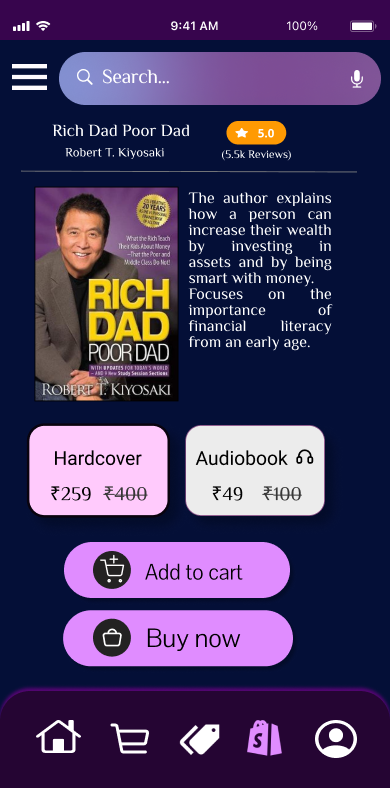 9:41 AM 100%
Search...
Rich Dad Poor Dad
5.0
Robert T. Kiyosaki
(5.5k Reviews)
20 YEARS
What the Rich Teach
Their Kids About Money
–That the Poor and
Middle Class Do Not!
RICH
DAD
POOR DAD
WITH UPDATES FOR TODAY'S WORLD
— AND 9 New Study Session Sections
ROBERT T. KIYOSAKI
The author explains
how a person can
increase their wealth
by investing in
assets and by being
smart with money.
Focuses on the
importance of
financial literacy
from an early age.
Hardcover
₹259 ₹400
Audiobook
₹49 ₹100
Add to cart
Buy now
S